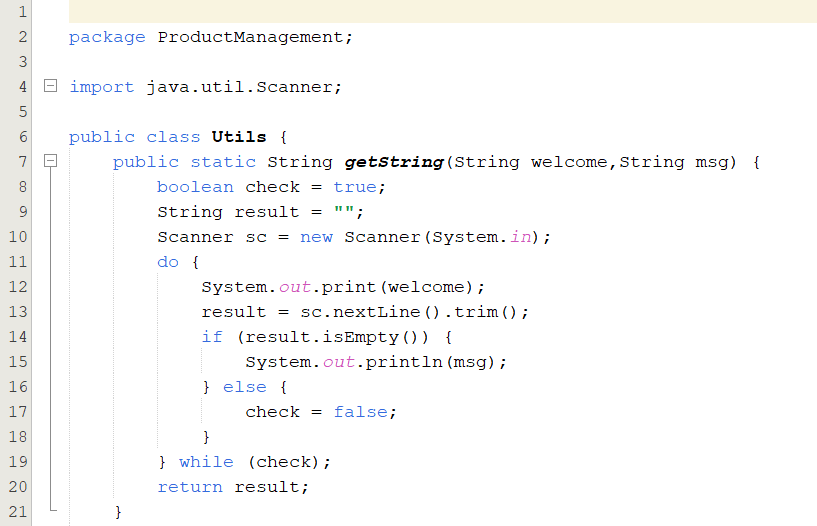 1
2 package ProductManagement;
3
4 import java.util.Scanner;
5
6 public class Utils {
7     public static String getString(String welcome,String msg) {
8         boolean check = true;
9         String result = "";
10         Scanner sc = new Scanner(System.in);
11         do {
12             System.out.print(welcome);
13             result = sc.nextLine().trim();
14             if (result.isEmpty()) {
15                 System.out.println(msg);
16             } else {
17                 check = false;
18             }
19         } while (check);
20         return result;
21     }